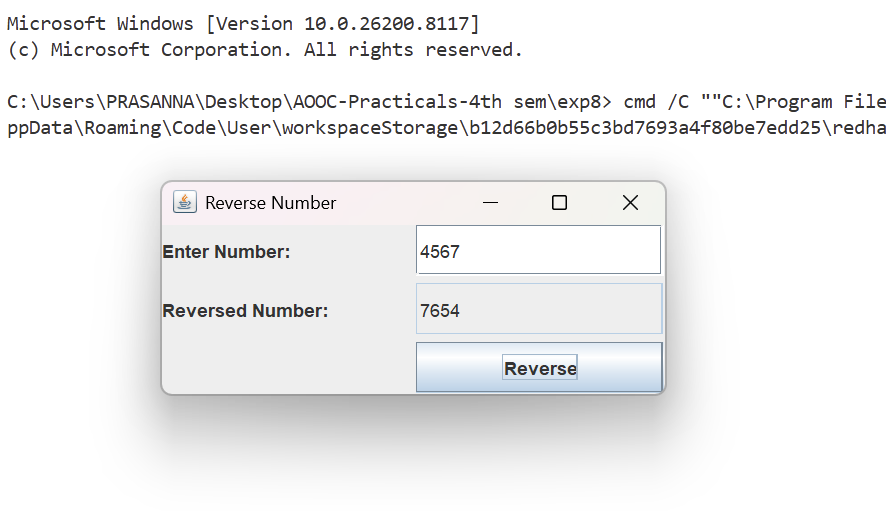 Microsoft Windows [Version 10.0.26200.8117]
(c) Microsoft Corporation. All rights reserved.
C:\Users\PRASANNA\Desktop\AOOC-Practicals-4th sem\exp8> cmd /C ""C:\Program File
ppData\Roaming\Code\User\workspaceStorage\b12d66b0b55c3bd7693a4f80be7edd25\redha
Reverse Number
Enter Number: 4567
Reversed Number: 7654
Reverse